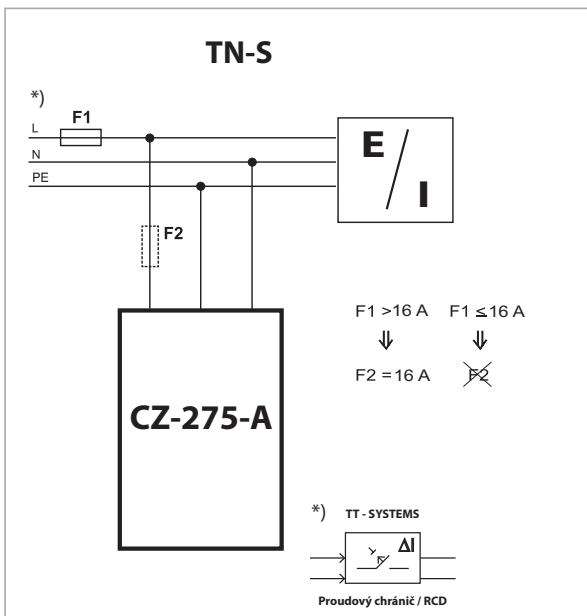 TN-S
*)
L
F1
N
PE
E
/
I
F2
F1 >16 A F1 ≤ 16 A
⇓ ⇓
F2 = 16 A F2
CZ-275-A
*) TT - SYSTEMS
ΔI
Proudový chránič / RCD